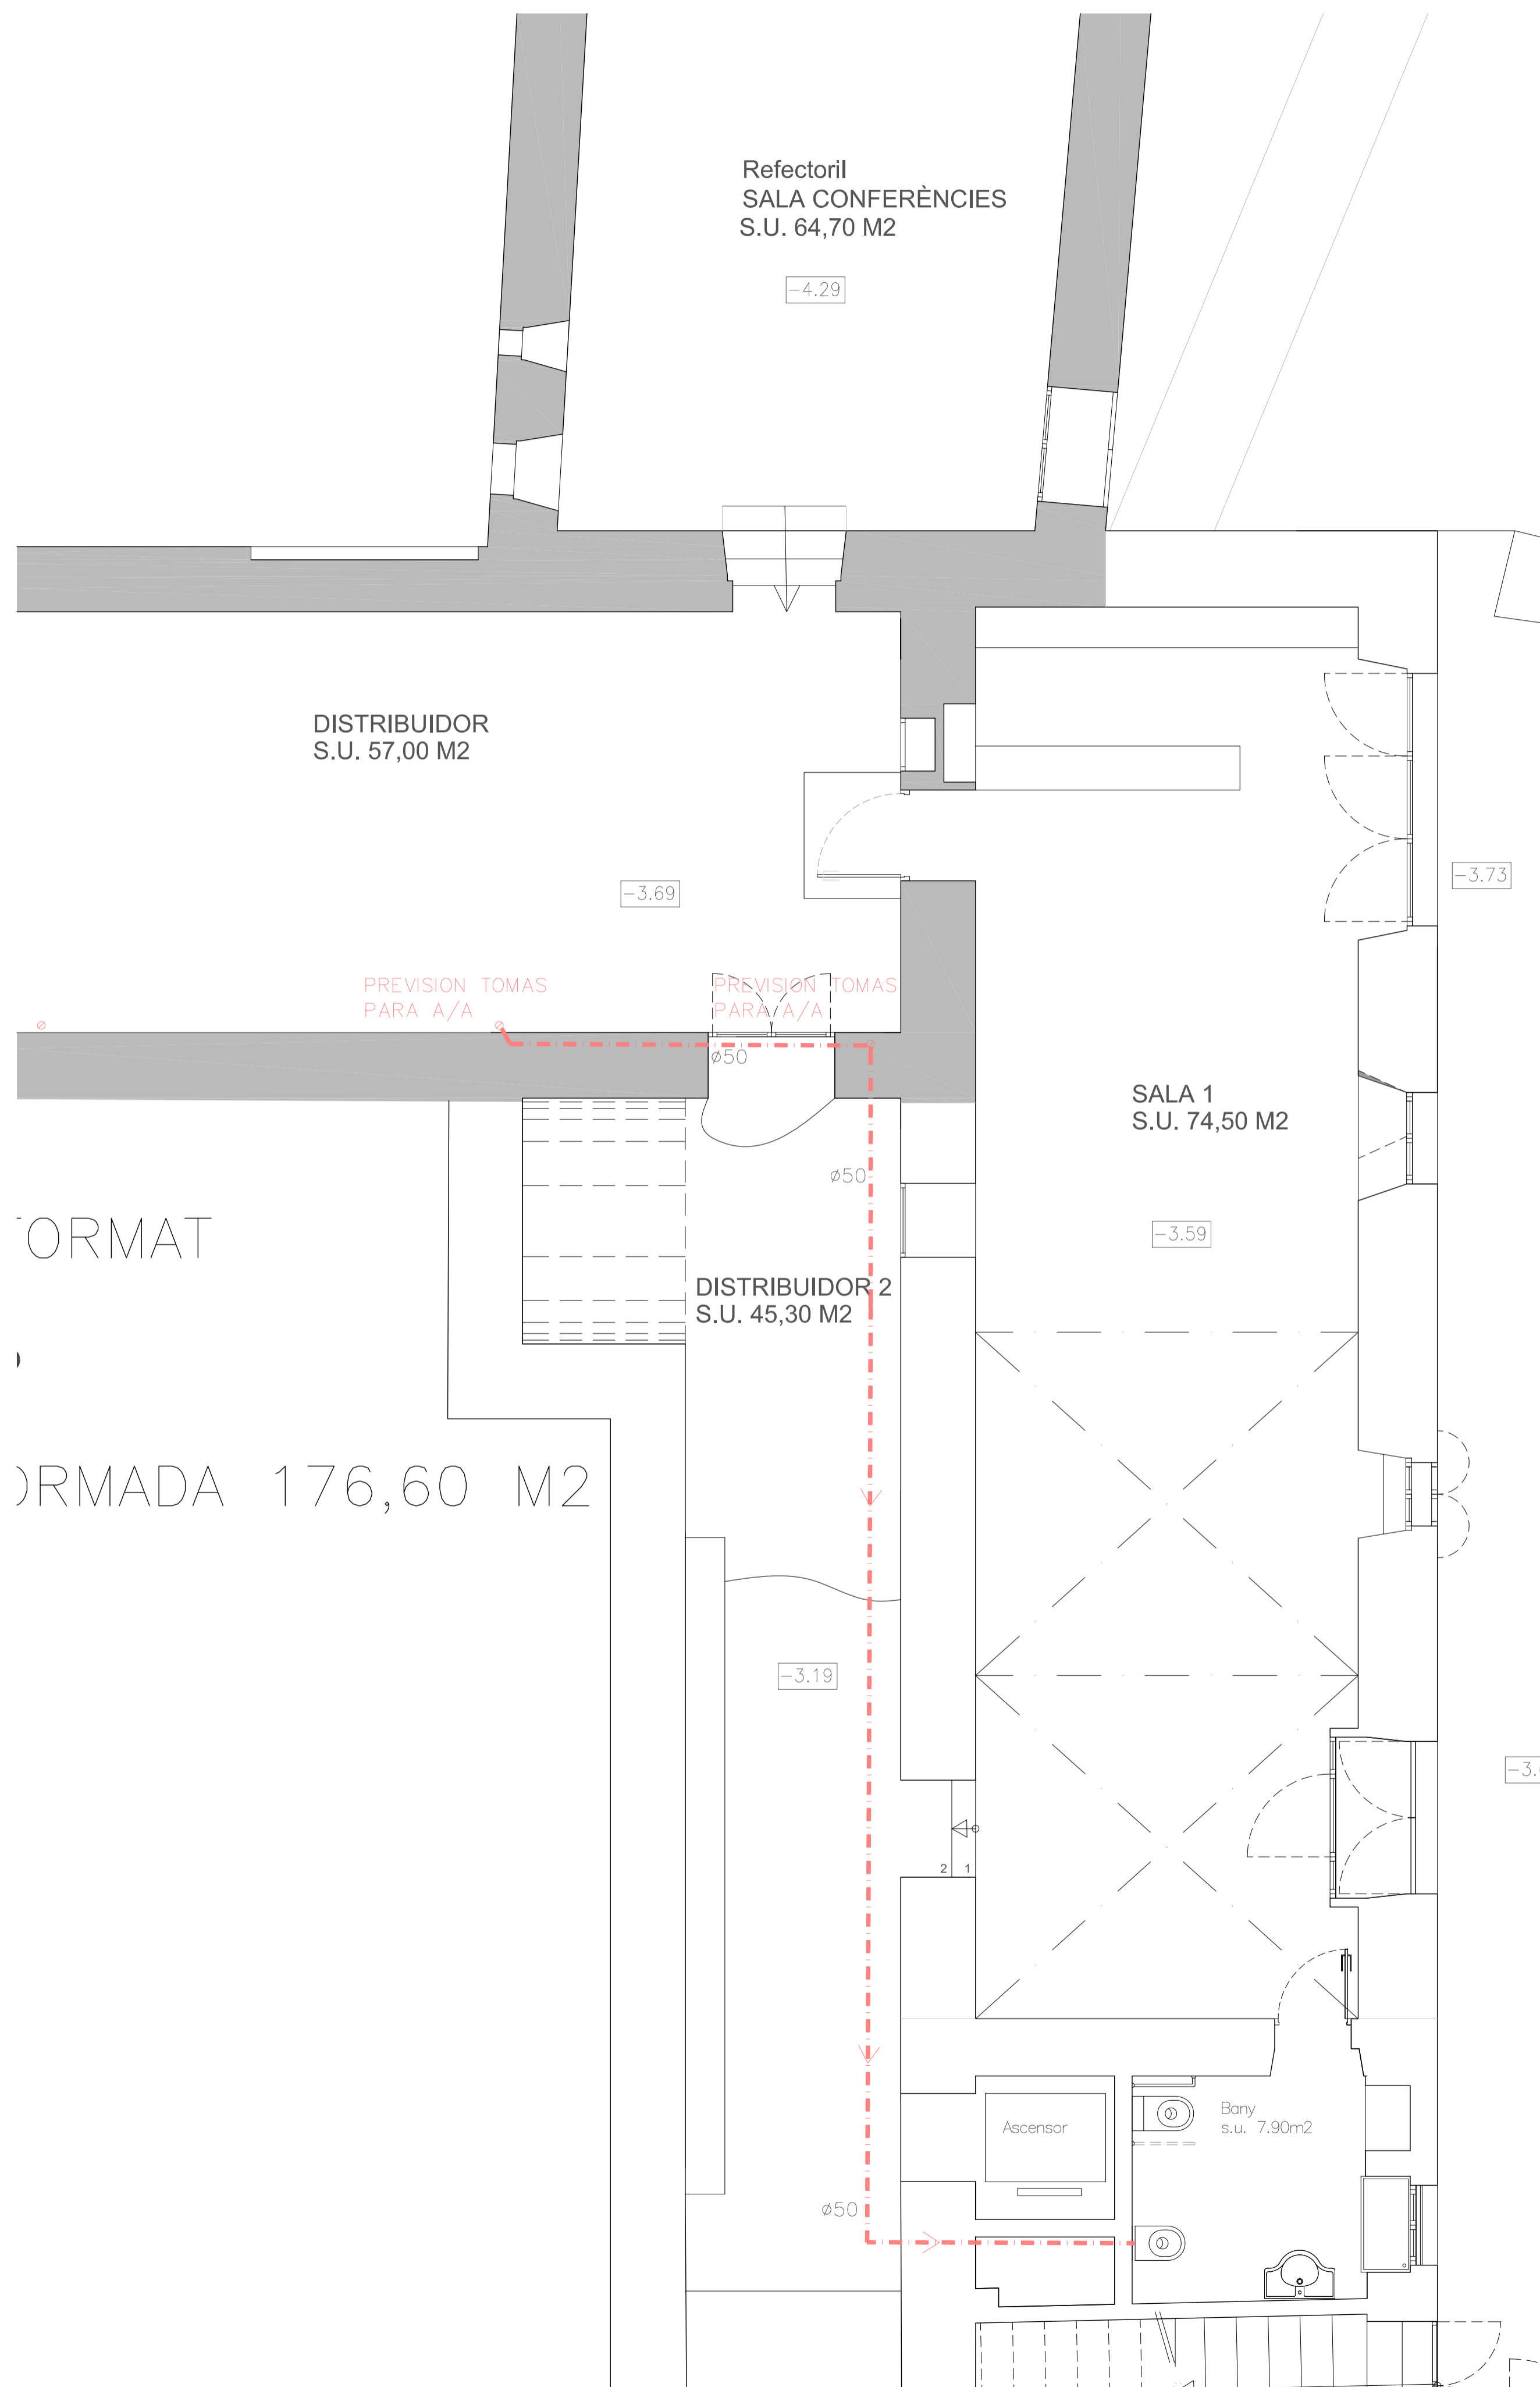 Refectoril
SALA CONFERÈNCIES
S.U. 64,70 M2
-4.29
DISTRIBUIDOR
S.U. 57,00 M2
-3.73
-3.69
PREVISION TOMAS
PARA A/A
PREVISION TOMAS
PARA A/A
ø50
SALA 1
S.U. 74,50 M2
ø50
ORMAT
-3.59
DISTRIBUIDOR 2
S.U. 45,30 M2
RMADA 176,60 M2
-3.19
-3.
2 1
Bany
s.u. 7.90m2
Ascensor
ø50